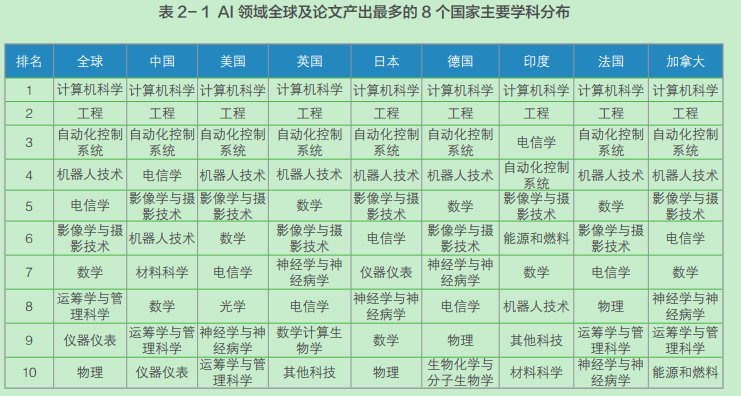 表 2-1 AI 领域全球及论文产出最多的 8 个国家主要学科分布
排名 全球 中国 美国 英国 日本 德国 印度 法国 加拿大
1 计算机科学 计算机科学 计算机科学 计算机科学 计算机科学 计算机科学 计算机科学 计算机科学 计算机科学
2 工程 工程 工程 工程 工程 工程 工程 工程 工程
3 自动化控制系统 自动化控制系统 自动化控制系统 自动化控制系统 自动化控制系统 自动化控制系统 电信学 自动化控制系统 自动化控制系统
4 机器人技术 电信学 机器人技术 机器人技术 机器人技术 机器人技术 自动化控制系统 机器人技术 机器人技术
5 电信学 影像学与摄影技术 影像学与摄影技术 数学 影像学与摄影技术 数学 影像学与摄影技术 数学 影像学与摄影技术
6 影像学与摄影技术 机器人技术 数学 影像学与摄影技术 电信学 影像学与摄影技术 能源和燃料 影像学与摄影技术 电信学
7 数学 材料科学 电信学 神经学与神经病学 仪器仪表 神经学与神经病学 数学 电信学 数学
8 运筹学与管理科学 数学 光学 电信学 神经学与神经病学 电信学 机器人技术 物理 神经学与神经病学
9 仪器仪表 运筹学与管理科学 神经学与神经病学 数学计算生物学 数学 物理 其他科技 运筹学与管理科学 运筹学与管理科学
10 物理 仪器仪表 运筹学与管理科学 其他科技 物理 生物化学与分子生物学 材料科学 神经学与神经病学 能源和燃料